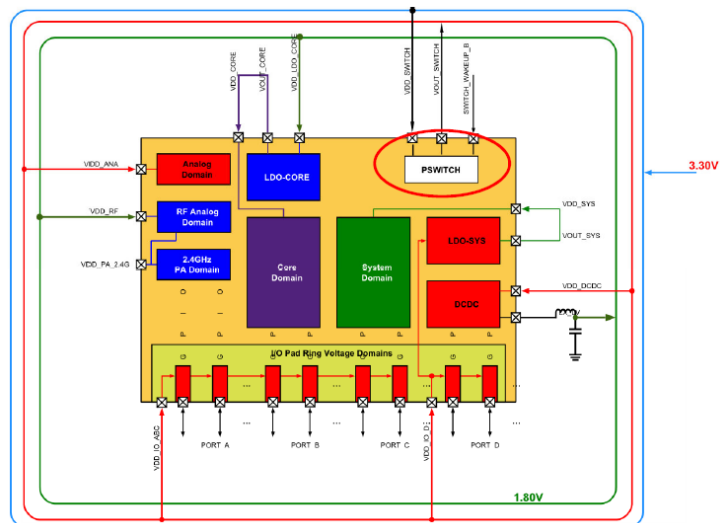 VDD_CORE
VOUT_CORE
VDD_LDO_CORE
VDD_SWITCH
VOUT_SWITCH
SWITCH_WAKEUP_B
3.30V
VDD_ANA
Analog
Domain
LDO-CORE
PSWITCH
VDD_RF
RF Analog
Domain
VDD_SYS
VOUT_SYS
LDO-SYS
VDD_PA_2.4G
2.4GHz
PA Domain
Core
Domain
System
Domain
VDD_DCDC
DCDC
G P I O
G P I
G P
G P
G P
G P
G P
G P
I/O Pad Ring Voltage Domains
... ... ... ... ...
... ... ... ... ...
VDD_IO_ABC
PORT A
PORT B
PORT C
VDD_IO_D
PORT D
1.80V